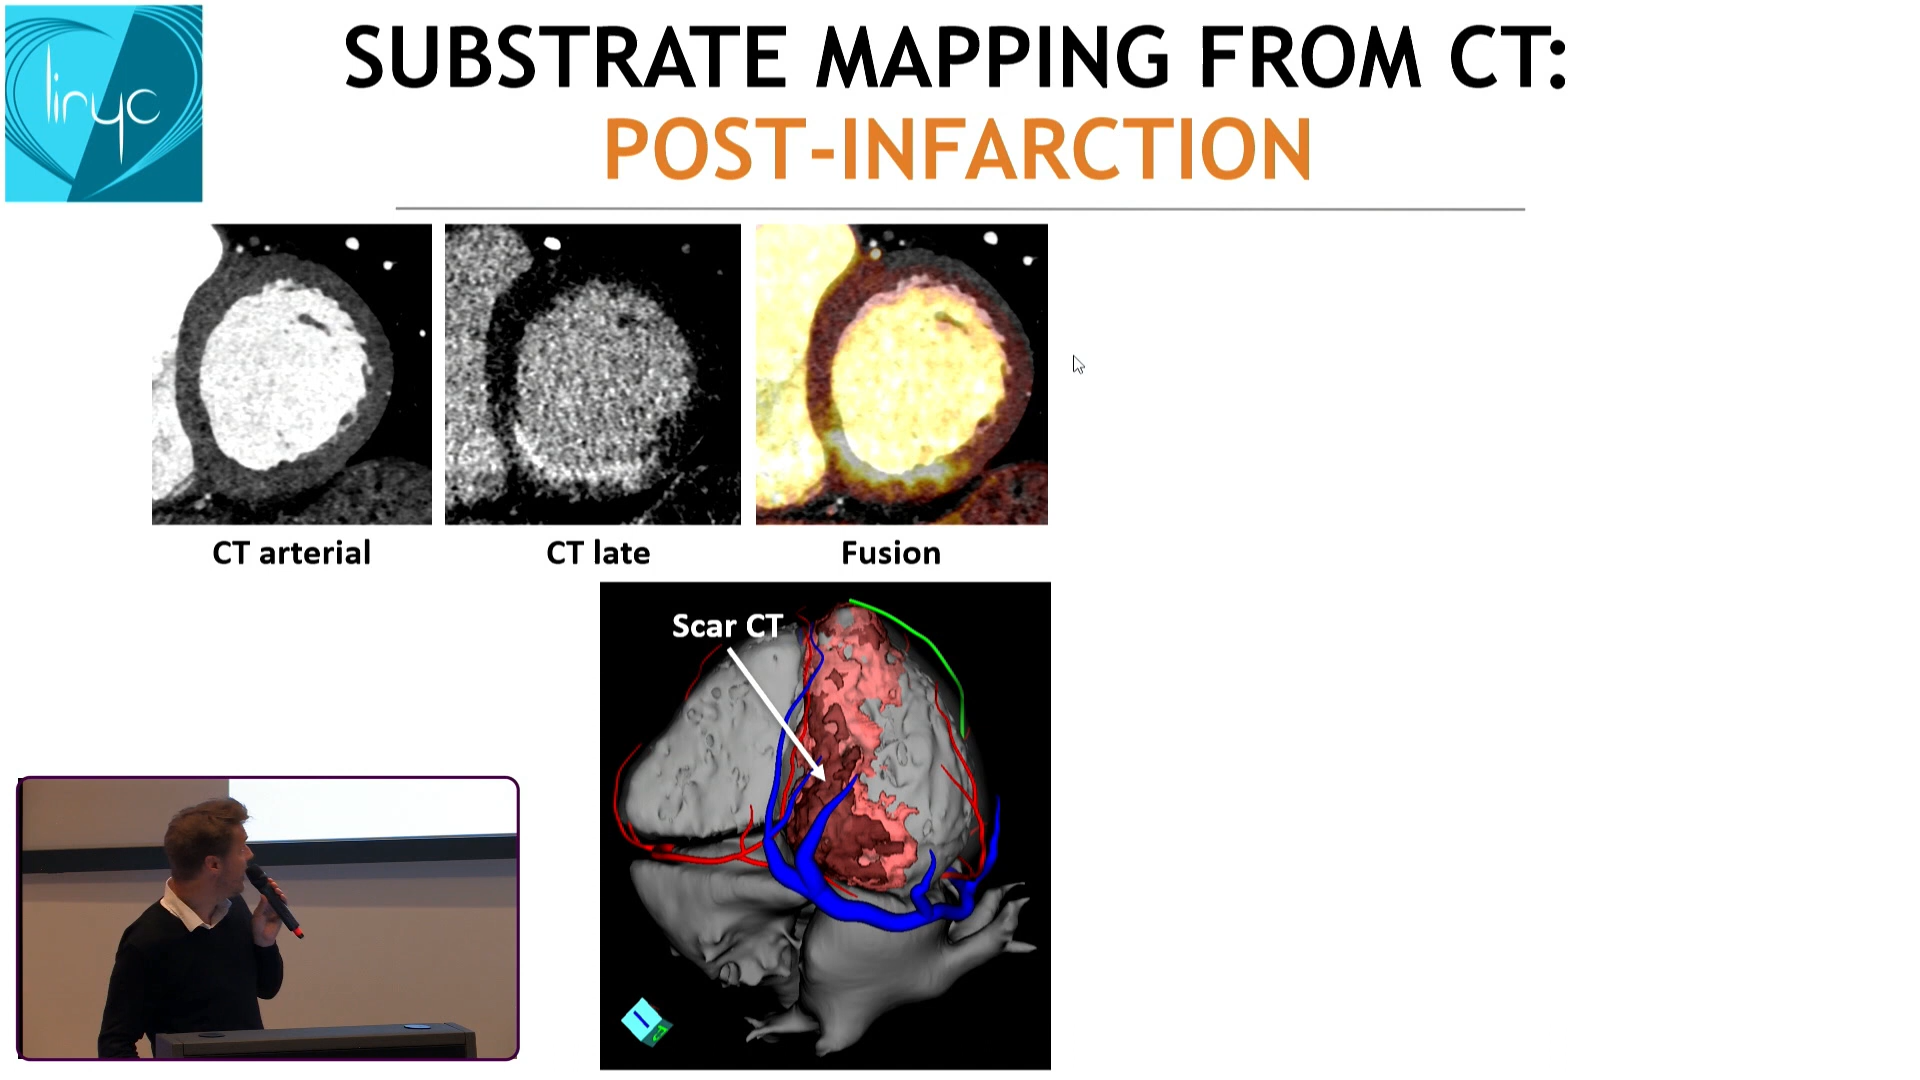 liryc
SUBSTRATE MAPPING FROM CT:
POST-INFARCTION
CT arterial
CT late
Fusion
Scar CT